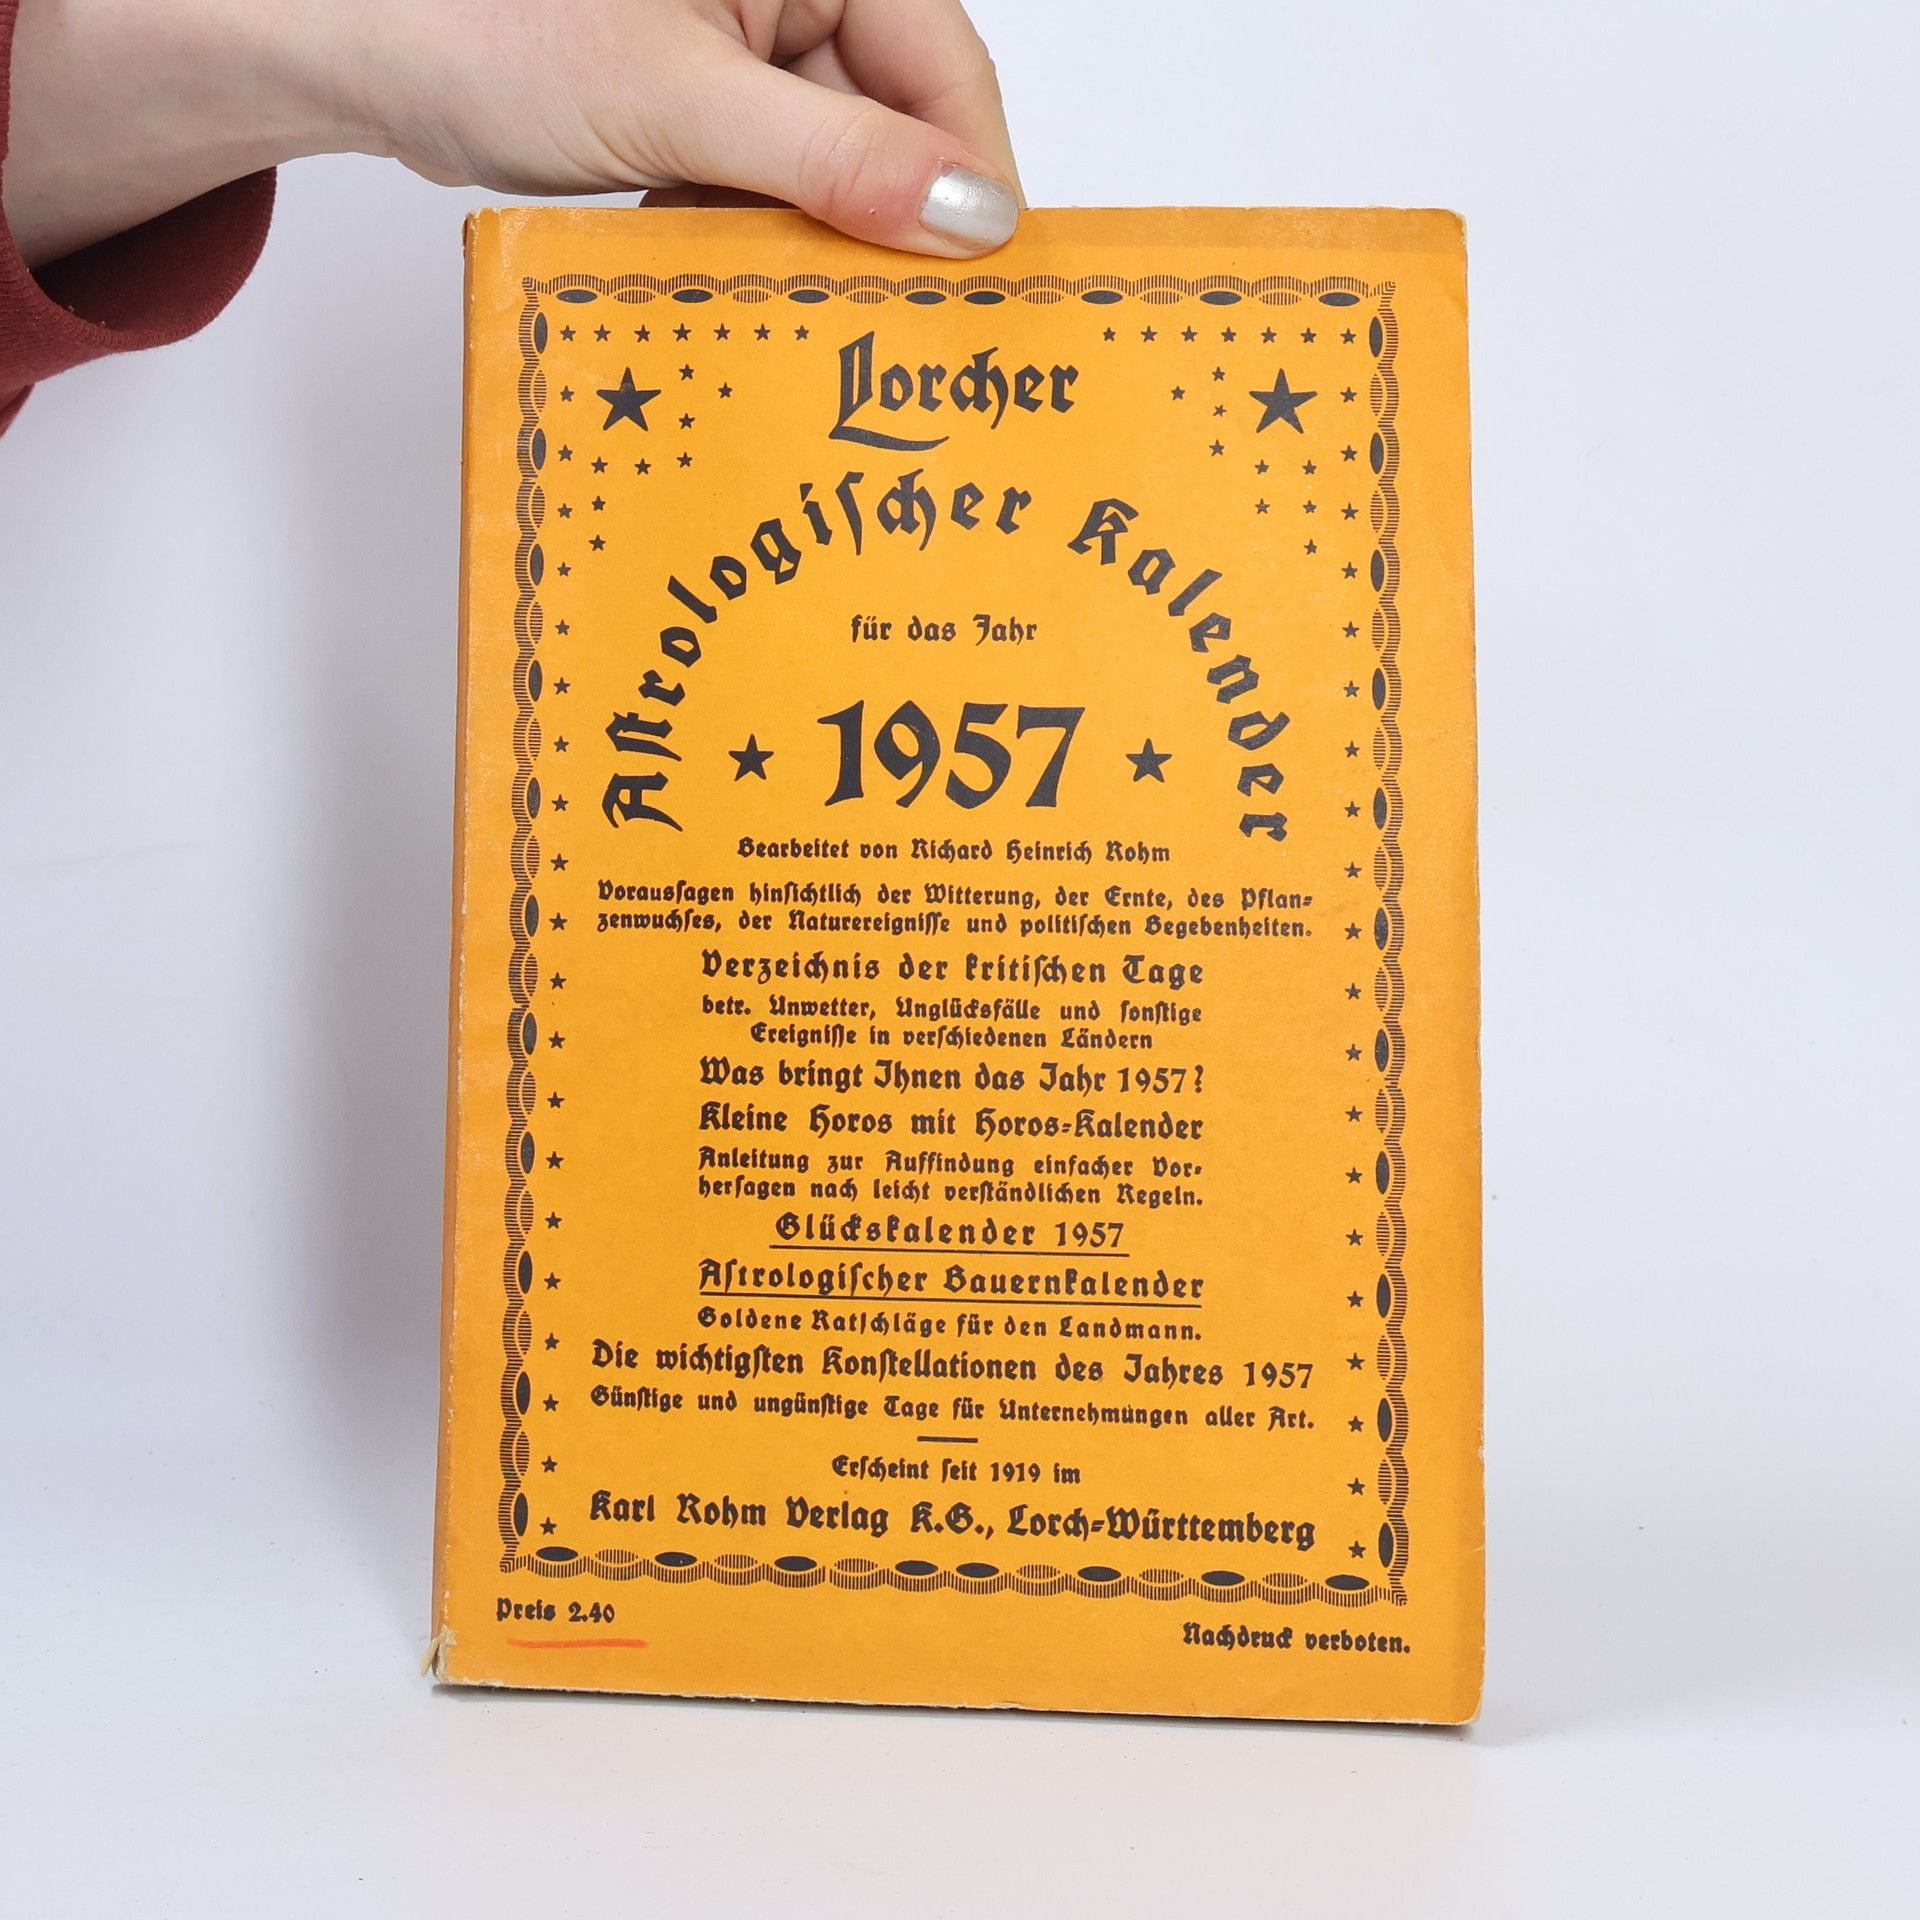 Lorcher
Astrologischer Kalender
für das Jahr
1957
Bearbeitet von Richard Heinrich Rohm
Voraussagen hinsichtlich der Witterung, der Ernte, des Pflan-
zenwuchses, der Naturereignisse und politischen Begebenheiten.
Verzeichnis der kritischen Tage
betr. Unwetter, Unglücksfälle und sonstige
Ereignisse in verschiedenen Ländern
Was bringt Ihnen das Jahr 1957?
Kleine Horos mit Horos-Kalender
Anleitung zur Auffindung einfacher Vor-
hersagen nach leicht verständlichen Regeln.
Glückskalender 1957
Astrologischer Bauernkalender
Goldene Ratschläge für den Landmann.
Die wichtigsten Konstellationen des Jahres 1957
Günstige und ungünstige Tage für Unternehmungen aller Art.
Erscheint seit 1919 im
Karl Rohm Verlag K.G., Lorch-Württemberg
Preis 2.40
Nachdruck verboten.